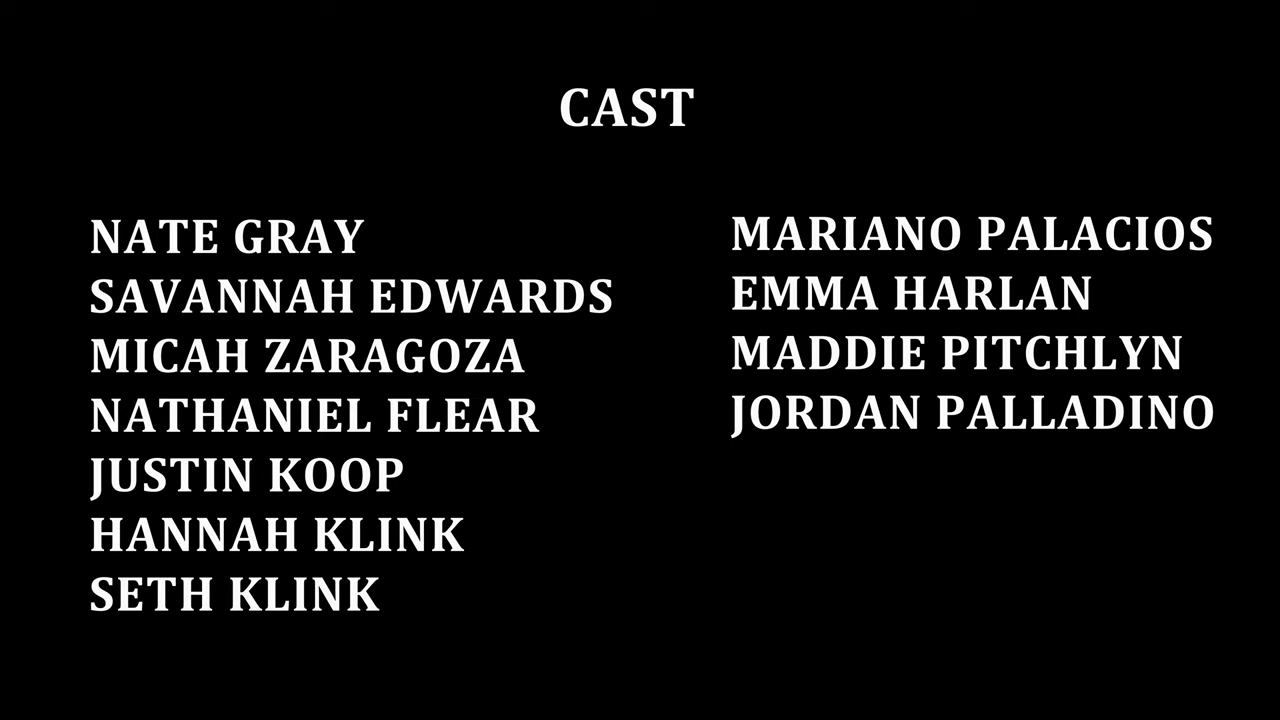 CAST
NATE GRAY
SAVANNAH EDWARDS
MICAH ZARAGOZA
NATHANIEL FLEAR
JUSTIN KOOP
HANNAH KLINK
SETH KLINK
MARIANO PALACIOS
EMMA HARLAN
MADDIE PITCHLYN
JORDAN PALLADINO